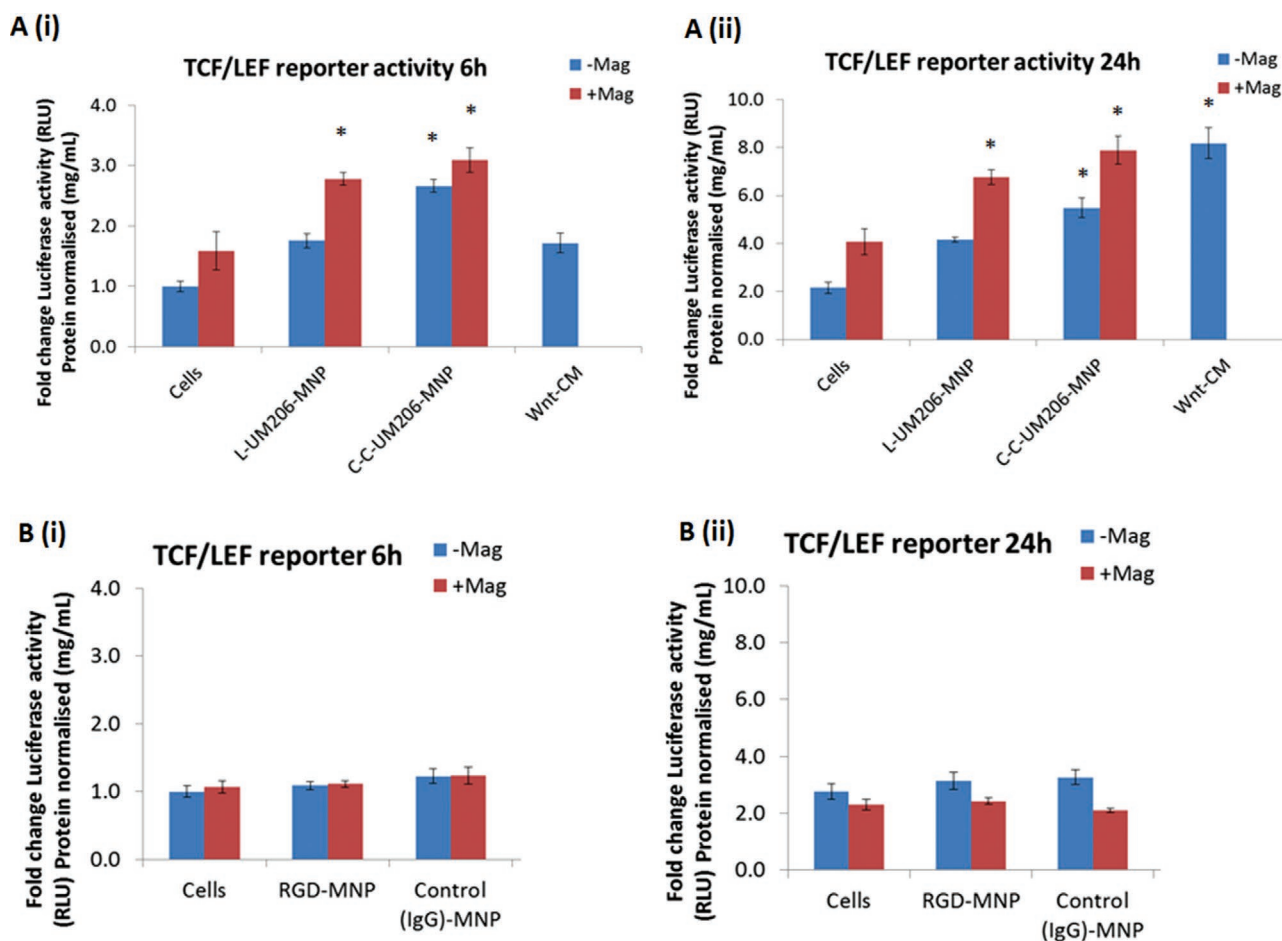 A (i)
TCF/LEF reporter activity 6h
-Mag
+Mag
Fold change Luciferase activity (RLU)
Protein normalised (mg/mL)
4.0
3.0
2.0
1.0
0.0
*
*
*
Cells
L-UM206-MNP
C-C-UM206-MNP
Wnt-CM
A (ii)
TCF/LEF reporter activity 24h
-Mag
+Mag
Fold change Luciferase activity (RLU)
Protein normalised (mg/mL)
10.0
8.0
6.0
4.0
2.0
0.0
*
*
*
*
Cells
L-UM206-MNP
C-C-UM206-MNP
Wnt-CM
B (i)
TCF/LEF reporter 6h
-Mag
+Mag
Fold change Luciferase activity
(RLU) Protein normalised (mg/mL)
4.0
3.0
2.0
1.0
0.0
Cells
RGD-MNP
Control
(IgG)-MNP
B (ii)
TCF/LEF reporter 24h
-Mag
+Mag
Fold change Luciferase activity
(RLU) Protein normalised (mg/mL)
10.0
8.0
6.0
4.0
2.0
0.0
Cells
RGD-MNP
Control
(IgG)-MNP